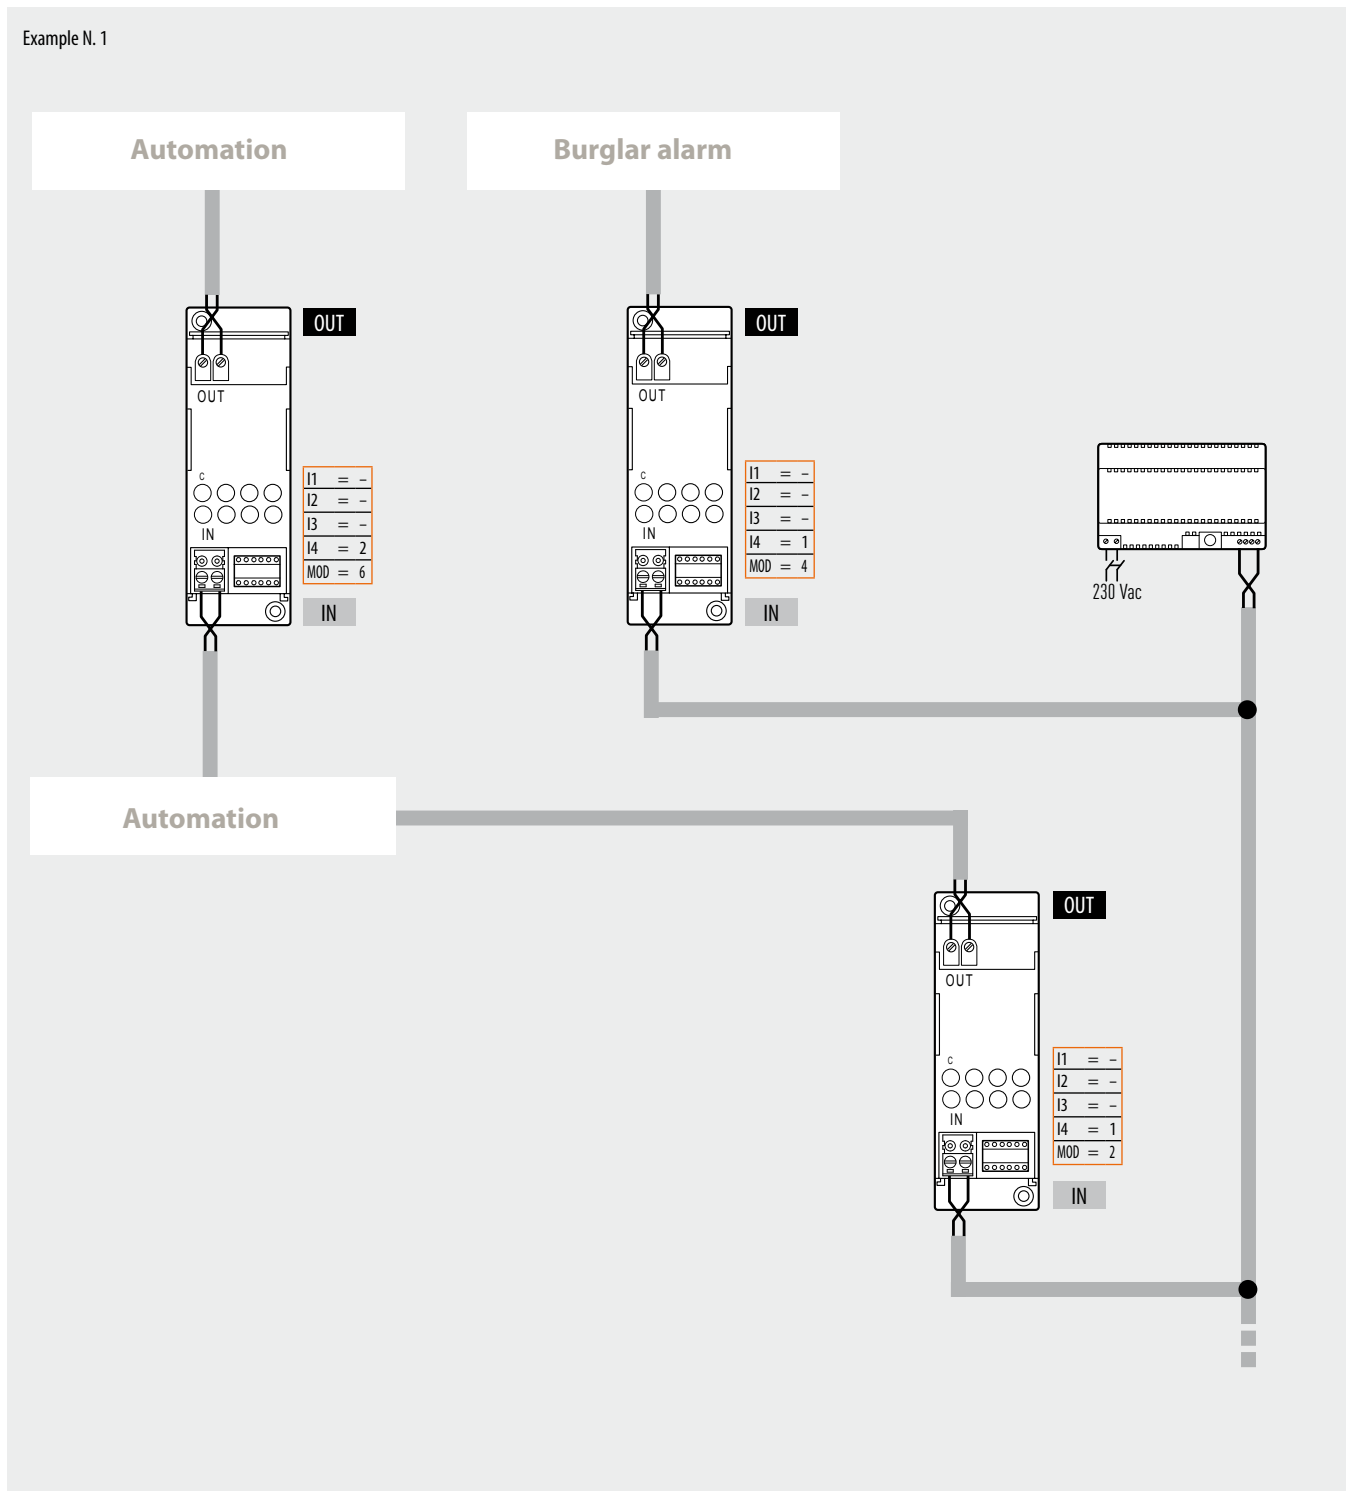 Example N. 1
Automation
Burglar alarm
OUT
OUT
C
IN
I1 = –
I2 = –
I3 = –
I4 = 2
MOD = 6
IN
OUT
OUT
C
IN
I1 = –
I2 = –
I3 = –
I4 = 1
MOD = 4
IN
230 Vac
Automation
OUT
OUT
C
IN
I1 = –
I2 = –
I3 = –
I4 = 1
MOD = 2
IN